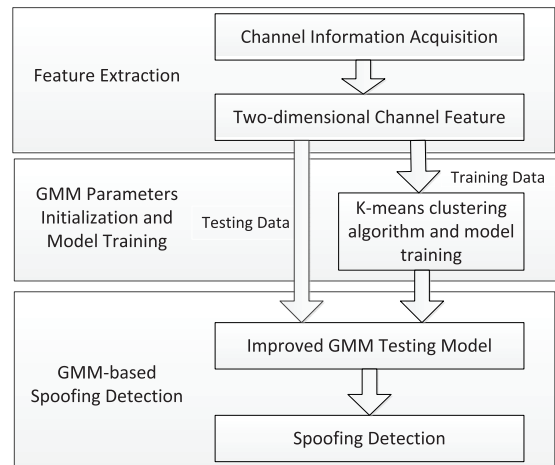 Channel Information Acquisition
Feature Extraction
Two-dimensional Channel Feature
Training Data
GMM Parameters
Initialization and
Model Training
Testing Data
K-means clustering
algorithm and model
training
Improved GMM Testing Model
GMM-based
Spoofing Detection
Spoofing Detection